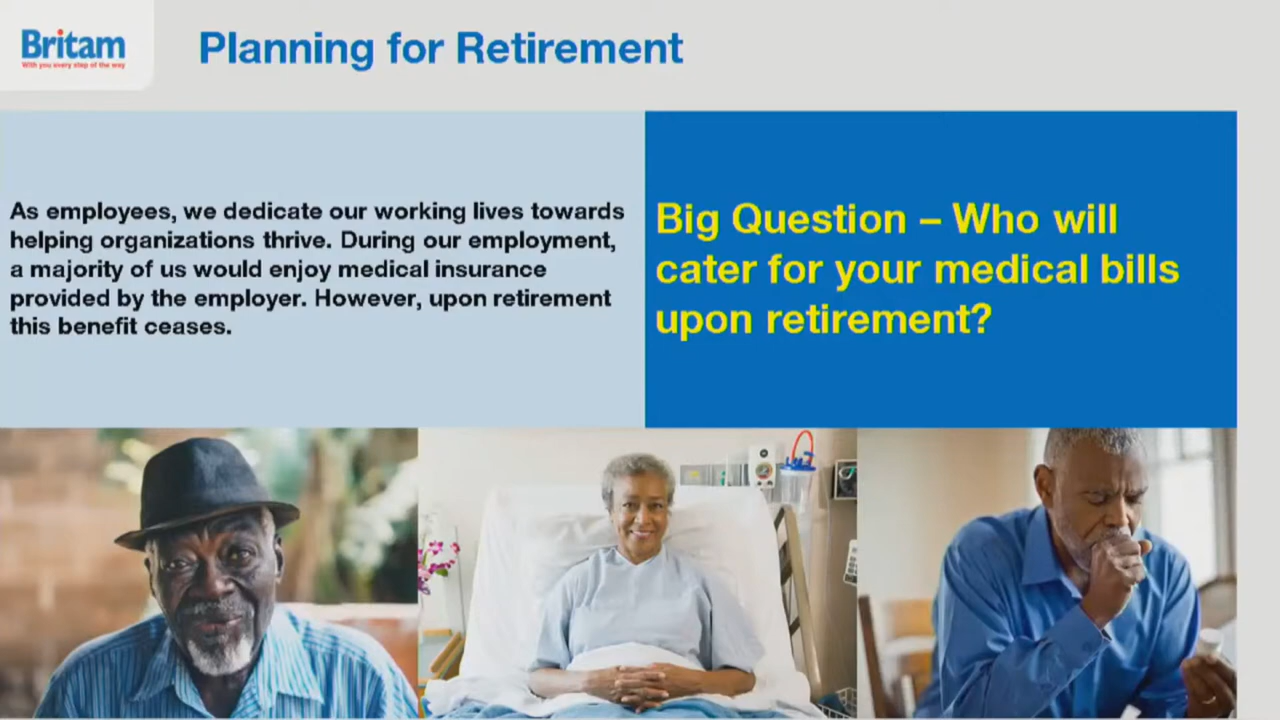 Britam
With you every step of the way
Planning for Retirement
As employees, we dedicate our working lives towards
helping organizations thrive. During our employment,
a majority of us would enjoy medical insurance
provided by the employer. However, upon retirement
this benefit ceases.
Big Question – Who will
cater for your medical bills
upon retirement?